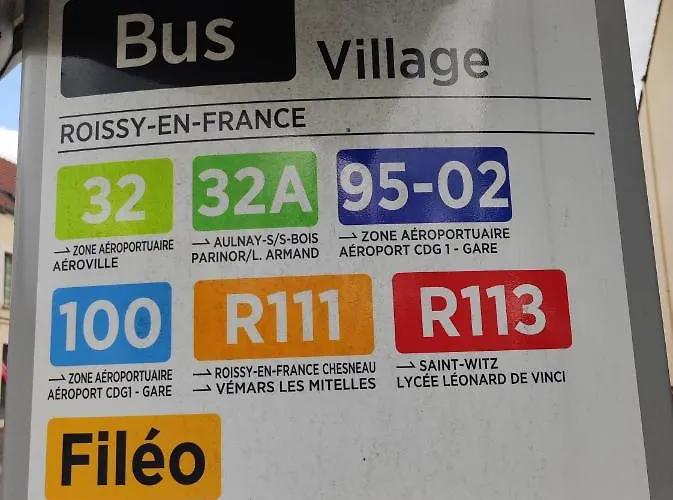 Bus Village
ROISSY-EN-FRANCE
32 32A 95-02
→ ZONE AÉROPORTUAIRE → AULNAY-S/S-BOIS → ZONE AÉROPORTUAIRE
AÉROVILLE PARINOR/L. ARMAND AÉROPORT CDG 1 - GARE
100 R111 R113
→ ZONE AÉROPORTUAIRE → ROISSY-EN-FRANCE CHESNEAU → SAINT-WITZ
AÉROPORT CDG1 - GARE → VÉMARS LES MITELLES LYCÉE LÉONARD DE VINCI
Filéo